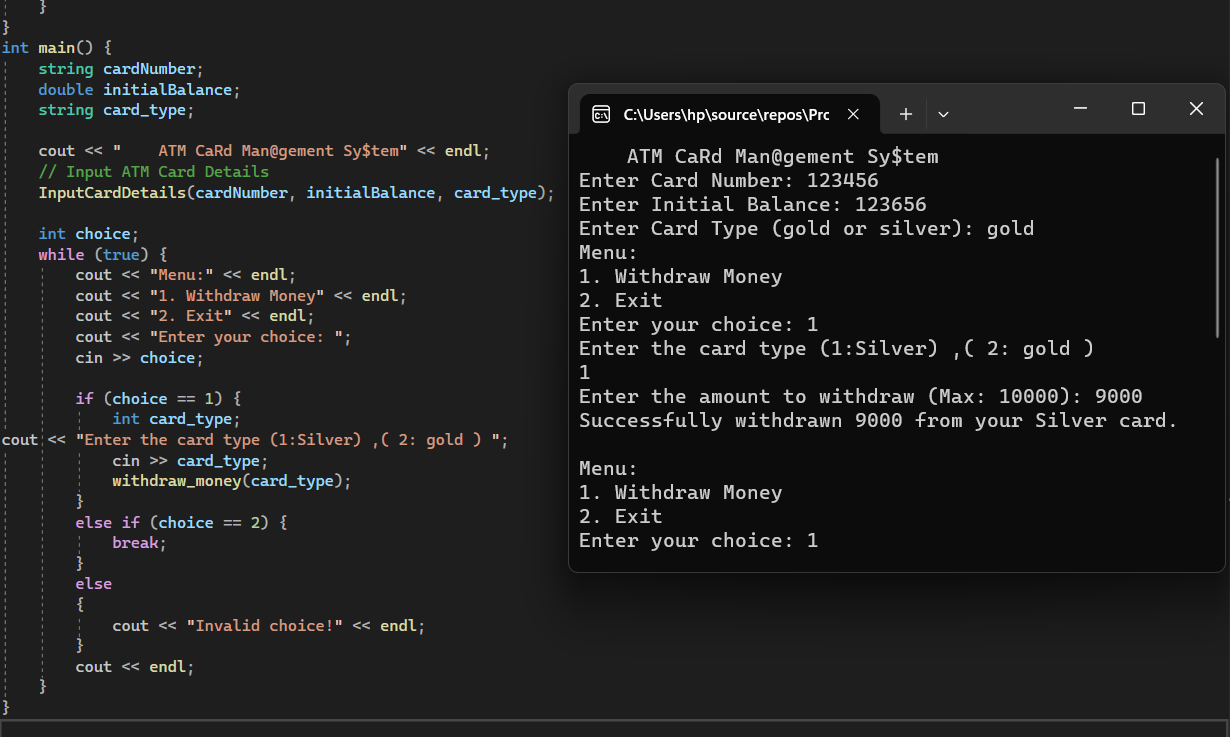 }
}
int main() {
string cardNumber;
double initialBalance;
string card_type;
cout << "    ATM CaRd Man@gement Sy$tem" << endl;
// Input ATM Card Details
InputCardDetails(cardNumber, initialBalance, card_type);
int choice;
while (true) {
cout << "Menu:" << endl;
cout << "1. Withdraw Money" << endl;
cout << "2. Exit" << endl;
cout << "Enter your choice: ";
cin >> choice;
if (choice == 1) {
int card_type;
cout << "Enter the card type (1:Silver) ,( 2: gold ) ";
cin >> card_type;
withdraw_money(card_type);
}
else if (choice == 2) {
break;
}
else
{
cout << "Invalid choice!" << endl;
}
cout << endl;
}
}
C:\Users\hp\source\repos\Prc
ATM CaRd Man@gement Sy$tem
Enter Card Number: 123456
Enter Initial Balance: 123656
Enter Card Type (gold or silver): gold
Menu:
1. Withdraw Money
2. Exit
Enter your choice: 1
Enter the card type (1:Silver) ,( 2: gold )
1
Enter the amount to withdraw (Max: 10000): 9000
Successfully withdrawn 9000 from your Silver card.
Menu:
1. Withdraw Money
2. Exit
Enter your choice: 1